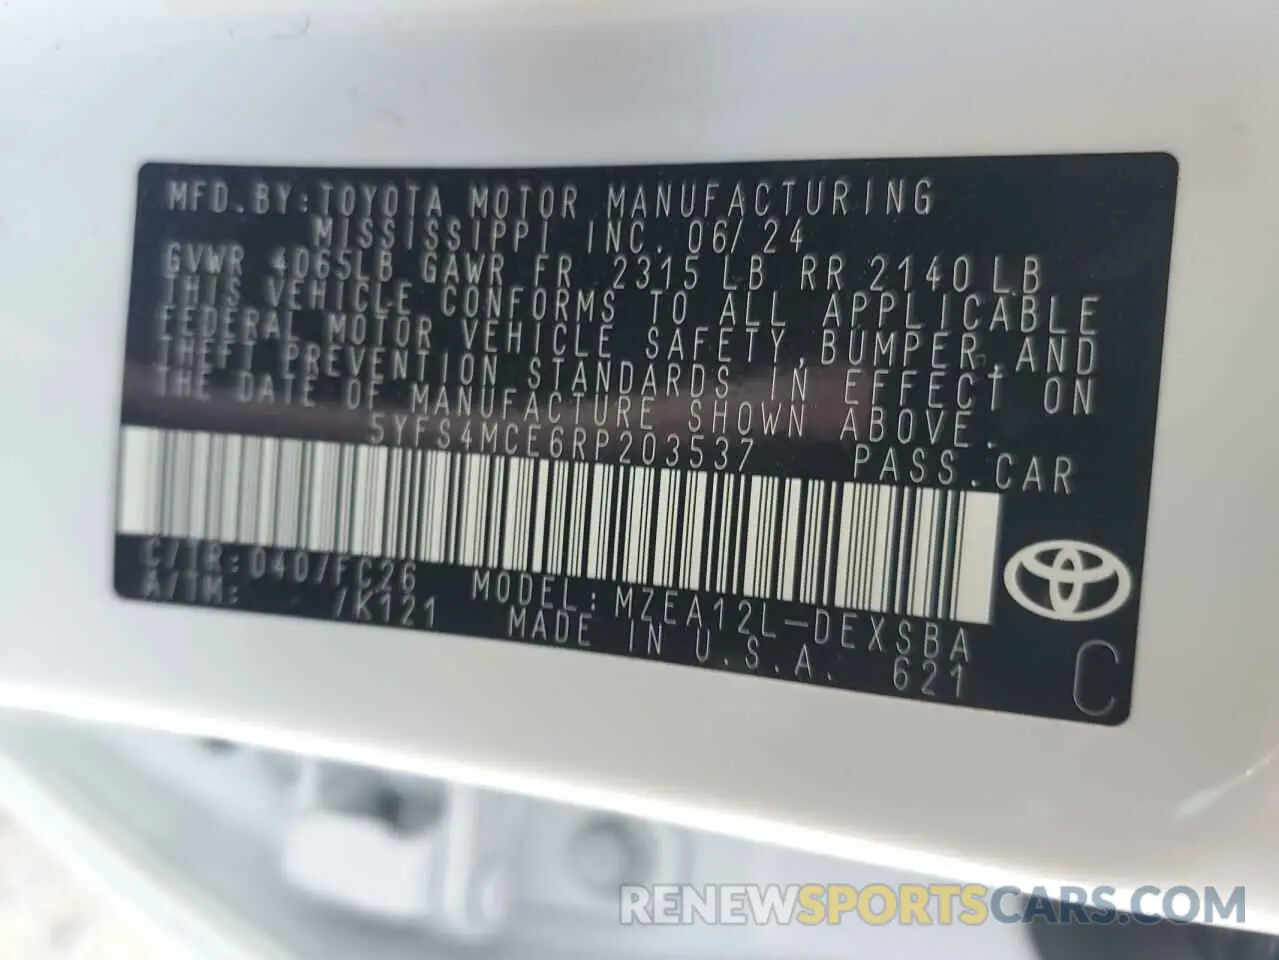 MFD.BY:TOYOTA MOTOR MANUFACTURING
MISSISSIPPI INC. 06/24
GVWR 4065LB GAWR FR 2315 LB RR 2140 LB
THIS VEHICLE CONFORMS TO ALL APPLICABLE
FEDERAL MOTOR VEHICLE SAFETY, BUMPER, AND
THEFT PREVENTION STANDARDS IN EFFECT ON
THE DATE OF MANUFACTURE SHOWN ABOVE.
5YFS4MCE6RP203537 PASS.CAR
C/TR:040/FC26 MODEL:MZEA12L-DEXSBA
A/TM: /K121 MADE IN U.S.A. 621
C
RENEWSPORTSCARS.COM